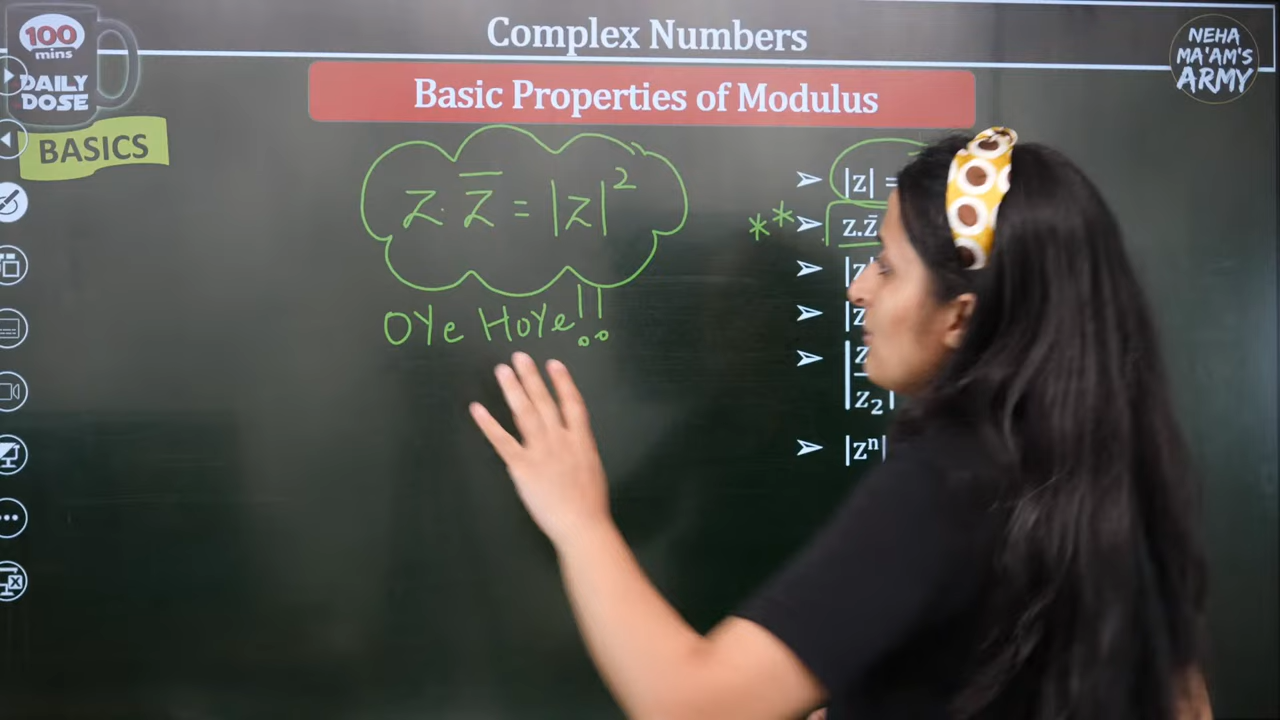 100
mins
DAILY
DOSE
Complex Numbers
NEHA
MA'AM'S
ARMY
Basic Properties of Modulus
BASICS
z. z̅ = |z|²
OYe HOYe!!
➤ |z| =
** ➤ z.z̄
➤ |z
➤ |z
➤ |z
z₂|
➤ |zⁿ|